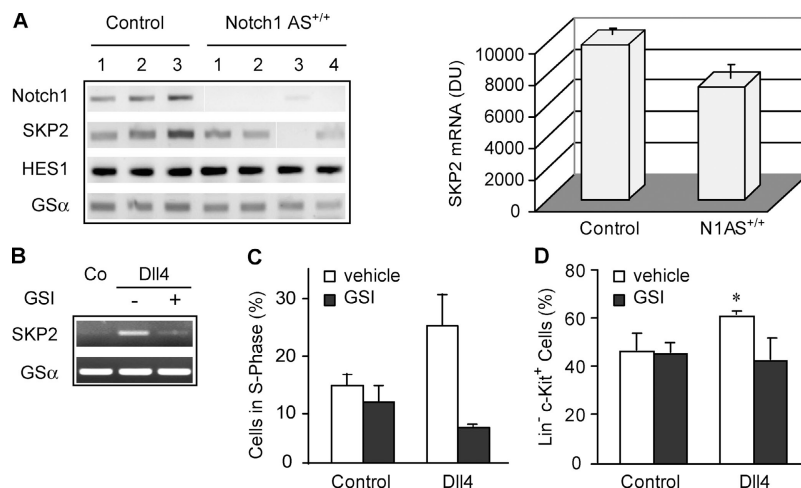 A
Control
Notch1 AS+/+
1 2 3 1 2 3 4
Notch1
SKP2
HES1
GSα
SKP2 mRNA (DU)
10000
8000
6000
4000
2000
0
Control
N1AS+/+
B
Co
Dll4
GSI - +
SKP2
GSα
C
vehicle
GSI
Cells in S-Phase (%)
30
20
10
0
Control
Dll4
D
vehicle
GSI
Lin- c-Kit+ Cells (%)
80
60
40
20
0
*
Control
Dll4